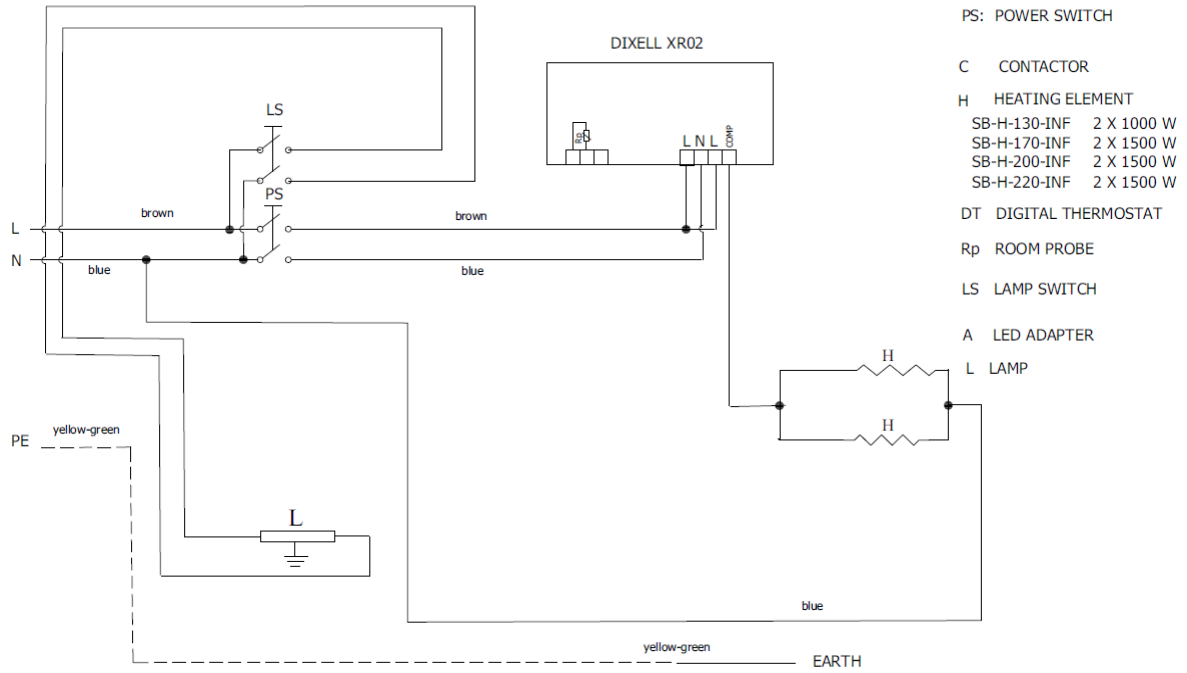 PS: POWER SWITCH
DIXELL XR02
C CONTACTOR
H HEATING ELEMENT
SB-H-130-INF 2 X 1000 W
SB-H-170-INF 2 X 1500 W
SB-H-200-INF 2 X 1500 W
SB-H-220-INF 2 X 1500 W
LS
Rp
L N L COMP
PS
DT DIGITAL THERMOSTAT
brown
brown
L
Rp ROOM PROBE
N
blue
blue
LS LAMP SWITCH
A LED ADAPTER
H
L LAMP
H
yellow-green
PE
L
blue
yellow-green
EARTH